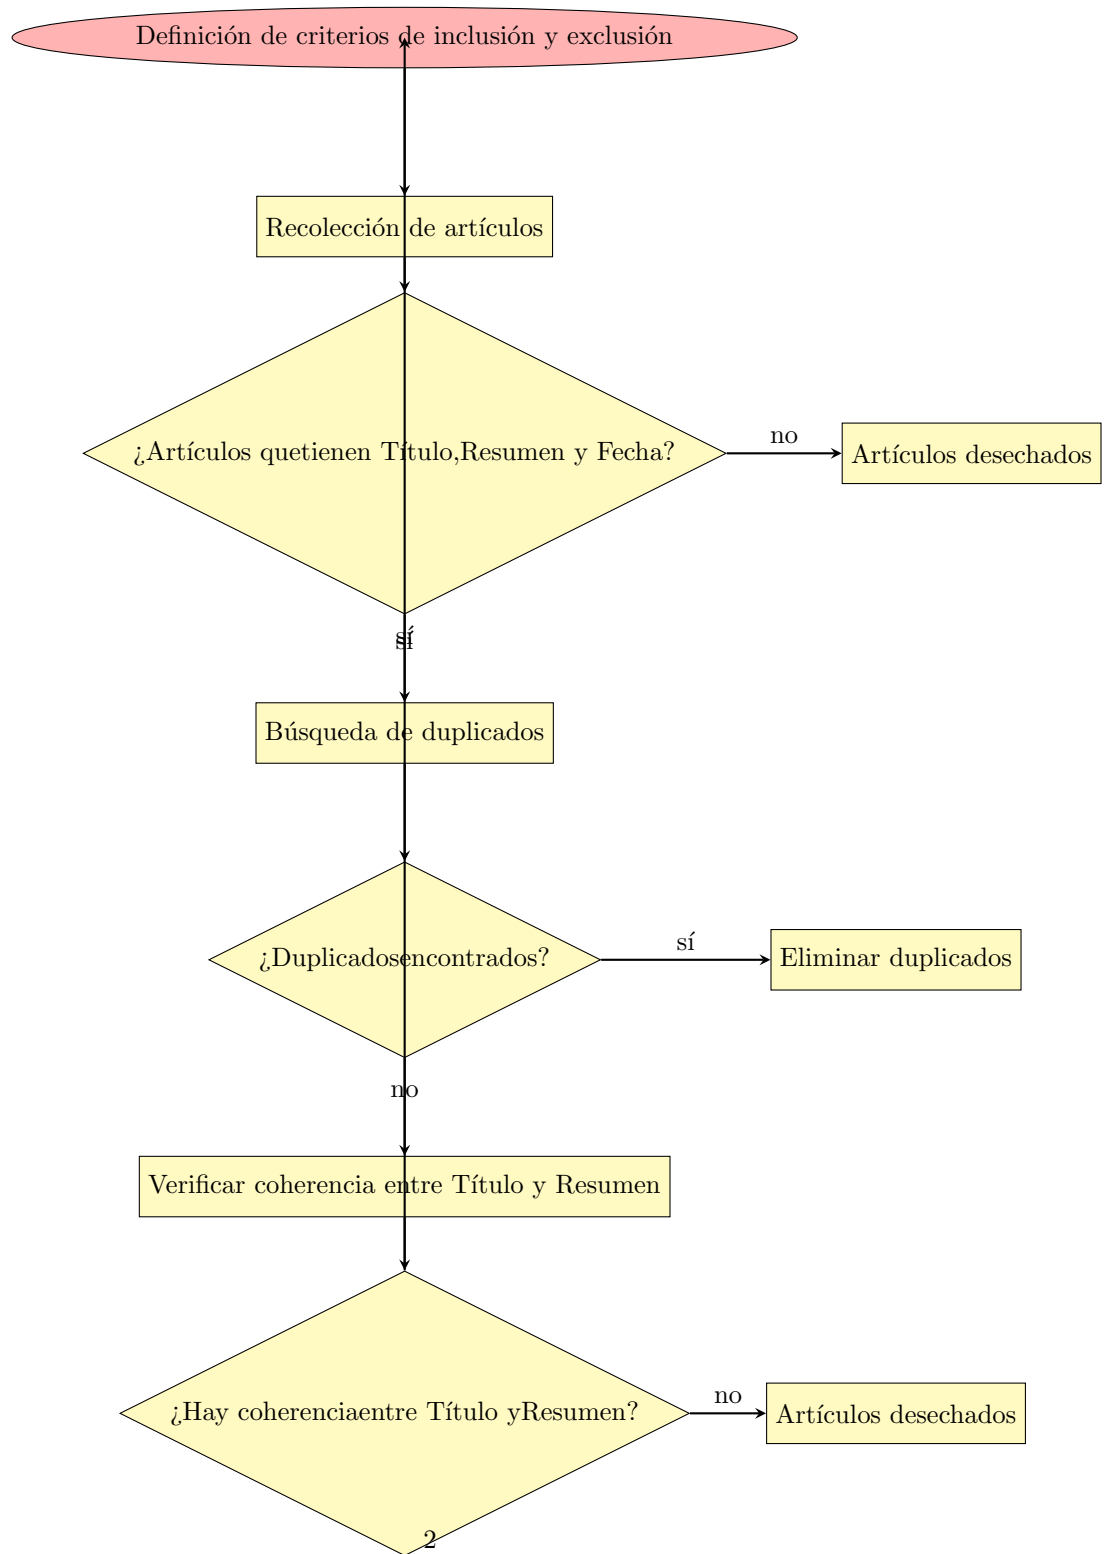 Definición de criterios de inclusión y exclusión
Recolección de artículos
¿Artículos quetienen Título,Resumen y Fecha?
no
Artículos desechados
sí
sí
Búsqueda de duplicados
¿Duplicadosencontrados?
sí
Eliminar duplicados
no
Verificar coherencia entre Título y Resumen
¿Hay coherenciaentre Título yResumen?
no
Artículos desechados
2